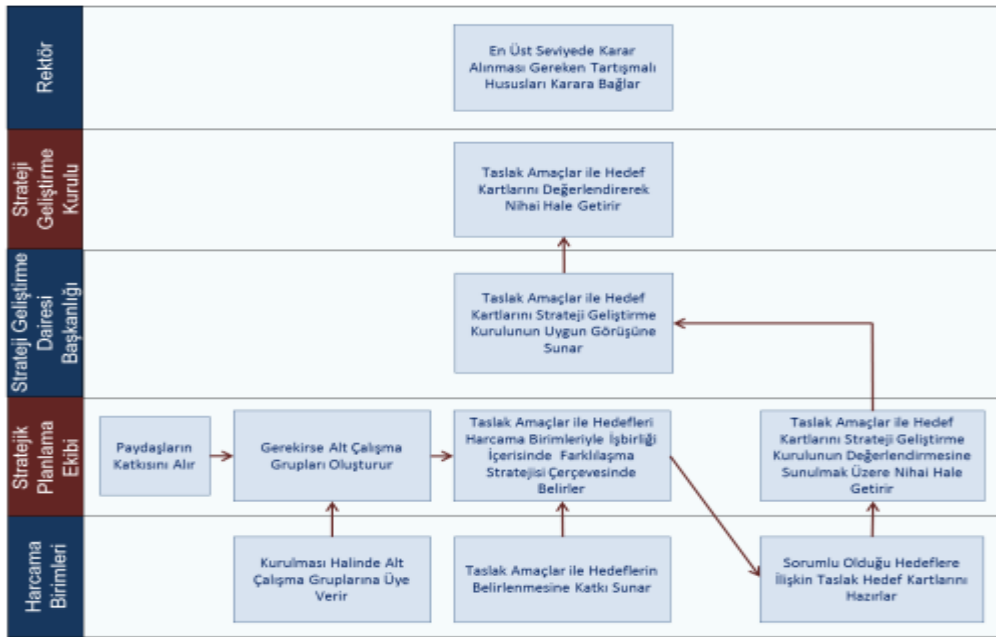 Rektör
En Üst Seviyede Karar
Alınması Gereken Tartışmalı
Hususları Karara Bağlar
Strateji
Geliştirme
Kurulu
Taslak Amaçlar ile Hedef
Kartlarını Değerlendirerek
Nihai Hale Getirir
Strateji Geliştirme
Dairesi
Başkanlığı
Taslak Amaçlar ile Hedef
Kartlarını Strateji Geliştirme
Kurulunun Uygun Görüşüne
Sunar
Stratejik
Planlama
Ekibi
Paydaşların
Katkısını Alır
Gerekirse Alt Çalışma
Grupları Oluşturur
Taslak Amaçlar ile Hedefleri
Harcama Birimleriyle İşbirliği
İçerisinde Farklılaşma
Stratejisi Çerçevesinde
Belirler
Taslak Amaçlar ile Hedef
Kartlarını Strateji Geliştirme
Kurulunun Değerlendirmesine
Sunulmak Üzere Nihai Hale
Getirir
Harcama
Birimleri
Kurulması Halinde Alt
Çalışma Gruplarına Üye
Verir
Taslak Amaçlar ile Hedeflerin
Belirlenmesine Katkı Sunar
Sorumlu Olduğu Hedeflere
İlişkin Taslak Hedef Kartlarını
Hazırlar